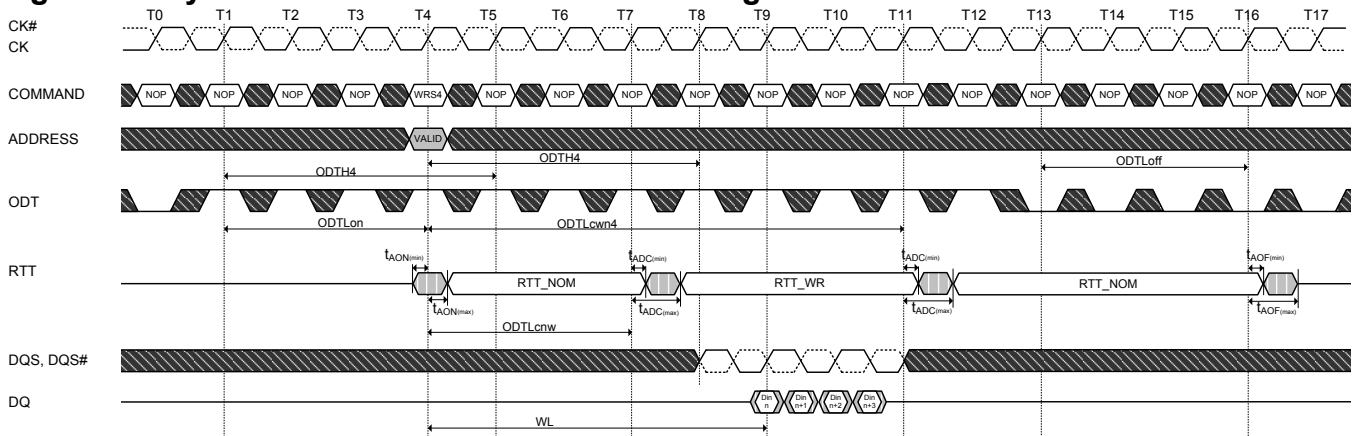 T0 T1 T2 T3 T4 T5 T6 T7 T8 T9 T10 T11 T12 T13 T14 T15 T16 T17
CK#
CK
COMMAND NOP NOP NOP NOP WRS4 NOP NOP NOP NOP NOP NOP NOP NOP NOP NOP NOP NOP NOP
ADDRESS VALID
ODTH4 ODTLoff
ODTH4
ODT
ODTLon ODTLcwn4
tAON(min) tADC(min) tADC(min) tAOF(min)
RTT
RTT_NOM RTT_WR RTT_NOM
tAON(max) tADC(max) tADC(max) tAOF(max)
ODTLcnw
DQS, DQS#
DQ Din n Din n+1 Din n+2 Din n+3
WL